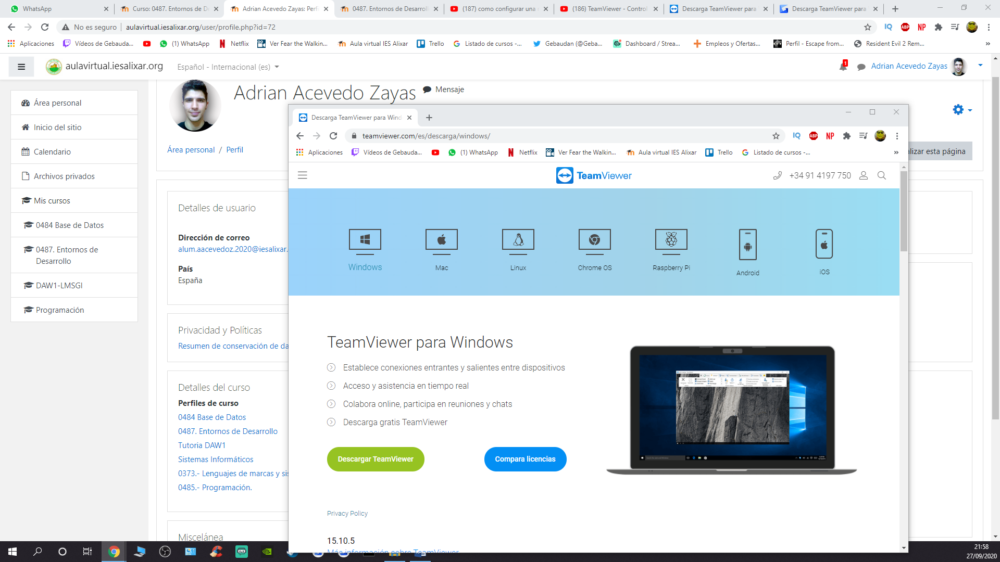 WhatsApp
Curso: 0487. Entornos de De
Adrian Acevedo Zayas: Perfi
0487. Entornos de Desarroll
(187) como configurar una
(186) TeamViewer - Control
Descarga TeamViewer para
Descarga TeamViewer para
No es seguro
aulavirtual.iesalixar.org/user/profile.php?id=72
IQ
ABP
NP
Aplicaciones
Vídeos de Gebauda...
(1) WhatsApp
Netflix
Ver Fear the Walkin...
Aula virtual IES Alixar
Trello
Listado de cursos -...
Gebaudan (@Geba...
Dashboard / Strea...
Empleos y Ofertas...
Perfil - Escape from...
Resident Evil 2 Rem...
»
aulavirtual.iesalixar.org
Español - Internacional (es)
1
Adrian Acevedo Zayas
Área personal
Inicio del sitio
Calendario
Archivos privados
Mis cursos
0484 Base de Datos
0487. Entornos de
Desarrollo
DAW1-LMSGI
Programación
Adrian Acevedo Zayas
Mensaje
Área personal / Perfil
alizar esta página
Detalles de usuario
Dirección de correo
alum.aacevedoz.2020@iesalixar.
País
España
Privacidad y Políticas
Resumen de conservación de da
Detalles del curso
Perfiles de curso
0484 Base de Datos
0487. Entornos de Desarrollo
Tutoria DAW1
Sistemas Informáticos
0373.- Lenguajes de marcas y sis
0485.- Programación.
Miscelánea
Descarga TeamViewer para Wind
teamviewer.com/es/descarga/windows/
IQ
ABP
NP
Aplicaciones
Vídeos de Gebauda...
(1) WhatsApp
Netflix
Ver Fear the Walkin...
Aula virtual IES Alixar
Trello
Listado de cursos -...
»
TeamViewer
+34 91 4197 750
Windows
Mac
Linux
Chrome OS
Raspberry Pi
Android
iOS
TeamViewer para Windows
Establece conexiones entrantes y salientes entre dispositivos
Acceso y asistencia en tiempo real
Colabora online, participa en reuniones y chats
Descarga gratis TeamViewer
Descargar TeamViewer
Compara licencias
Privacy Policy
15.10.5
Más información sobre TeamViewer
21:58
27/09/2020